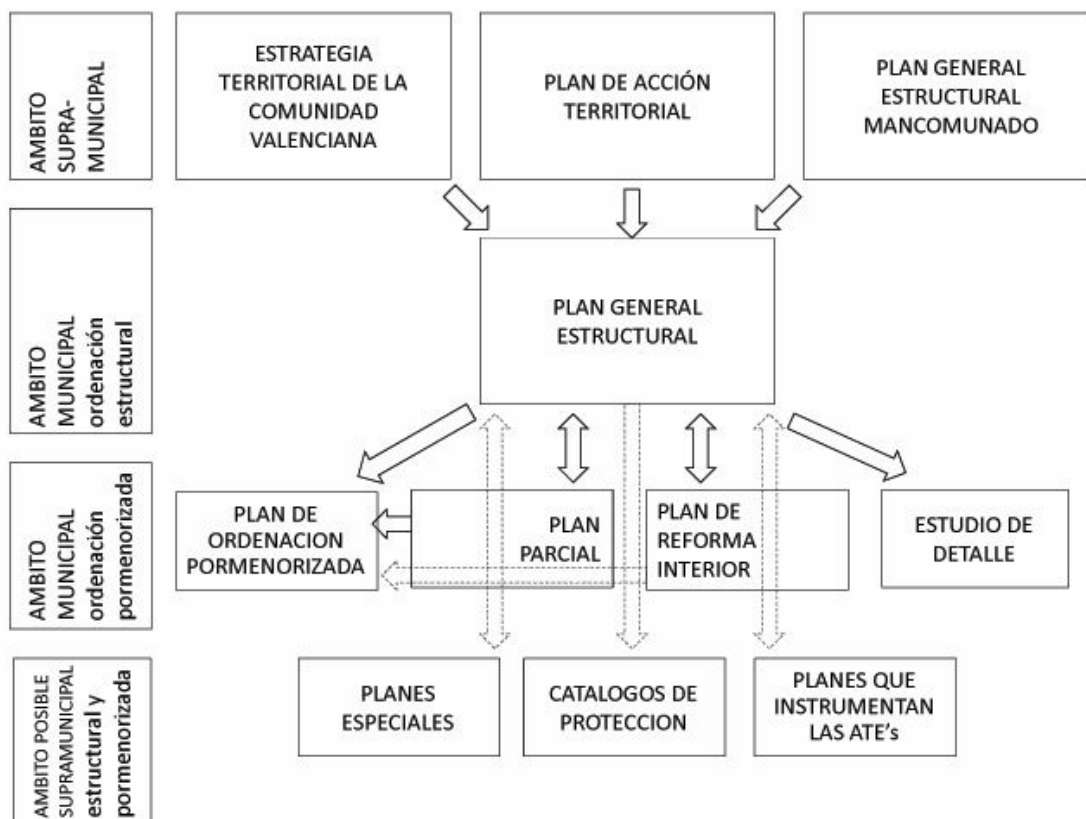 AMBITO
SUPRA-
MUNICIPAL
ESTRATEGIA
TERRITORIAL DE LA
COMUNIDAD
VALENCIANA
PLAN DE ACCIÓN
TERRITORIAL
PLAN GENERAL
ESTRUCTURAL
MANCOMUNADO
AMBITO
MUNICIPAL
ordenación
estructural
PLAN GENERAL
ESTRUCTURAL
AMBITO
MUNICIPAL
ordenación
pormenorizada
PLAN DE
ORDENACION
PORMENORIZADA
PLAN
PARCIAL
PLAN DE
REFORMA
INTERIOR
ESTUDIO DE
DETALLE
AMBITO POSIBLE
SUPRAMUNICIPAL
estructural y
pormenorizada
PLANES
ESPECIALES
CATALOGOS DE
PROTECCION
PLANES QUE
INSTRUMENTAN
LAS ATE's